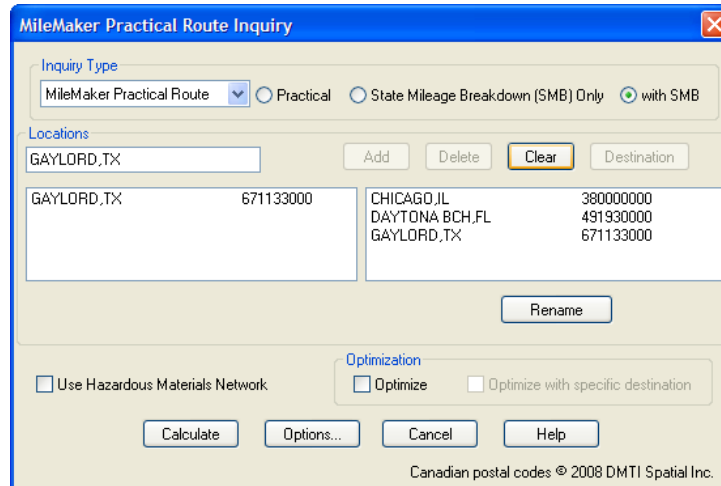 MileMaker Practical Route Inquiry
Inquiry Type
MileMaker Practical Route Practical State Mileage Breakdown (SMB) Only with SMB
Locations
GAYLORD,TX Add Delete Clear Destination
GAYLORD,TX 671133000 CHICAGO,IL 380000000
DAYTONA BCH,FL 491930000
GAYLORD,TX 671133000
Rename
Optimization
Use Hazardous Materials Network Optimize Optimize with specific destination
Calculate Options... Cancel Help
Canadian postal codes © 2008 DMTI Spatial Inc.